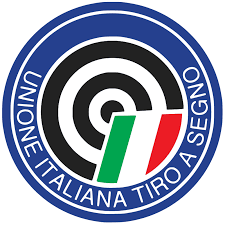 UNIONE ITALIANA TIRO A SEGNO